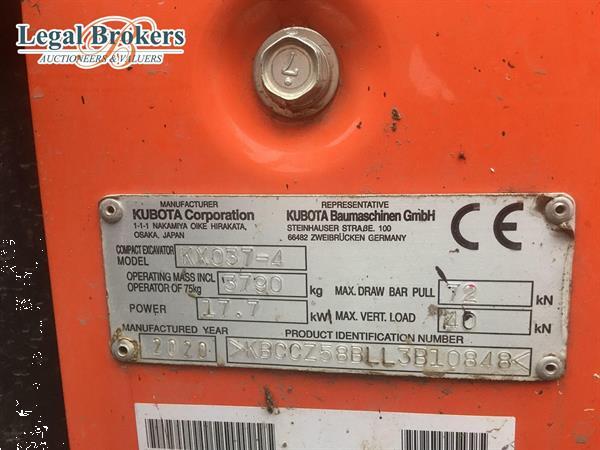 Legal Brokers
AUCTIONEERS & VALUERS
7
MANUFACTURER
KUBOTA Corporation
1-1-1 NAKAMIYA OIKE HIRAKATA,
OSAKA, JAPAN
REPRESENTATIVE
KUBOTA Baumaschinen GmbH
STEINHAUSER STRAßE. 100
66482 ZWEIBRÜCKEN GERMANY
CE
COMPACT EXCAVATOR
MODEL KX037-4
OPERATING MASS INCL
OPERATOR OF 75kg 3790 kg
MAX. DRAW BAR PULL 72 kN
POWER 17.7 kW
MAX. VERT. LOAD 40 kN
MANUFACTURED YEAR
2020
PRODUCT IDENTIFICATION NUMBER
>KBCCZ58BLL3B10848<